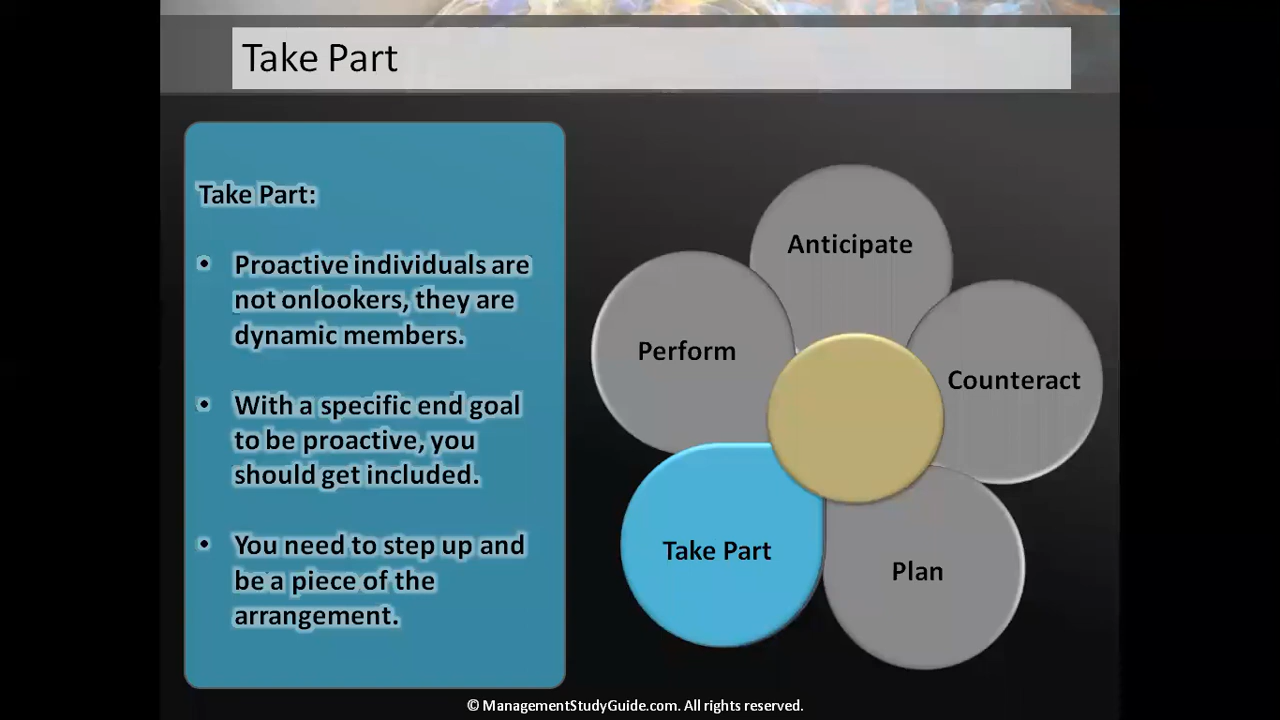 Take Part
Take Part:
• Proactive individuals are
not onlookers, they are
dynamic members.
• With a specific end goal
to be proactive, you
should get included.
• You need to step up and
be a piece of the
arrangement.
Anticipate
Perform
Counteract
Take Part
Plan
© ManagementStudyGuide.com. All rights reserved.